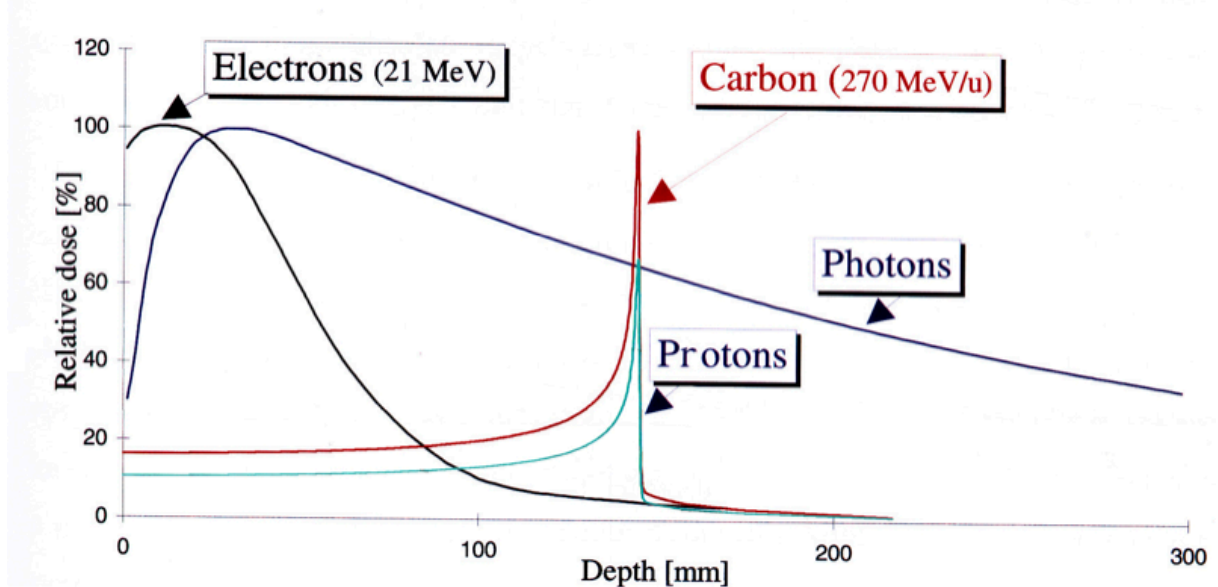 120
Electrons (21 MeV)
Carbon (270 MeV/u)
100
80
Photons
60
Protons
40
20
0
0 100 200 300
Relative dose [%]
Depth [mm]